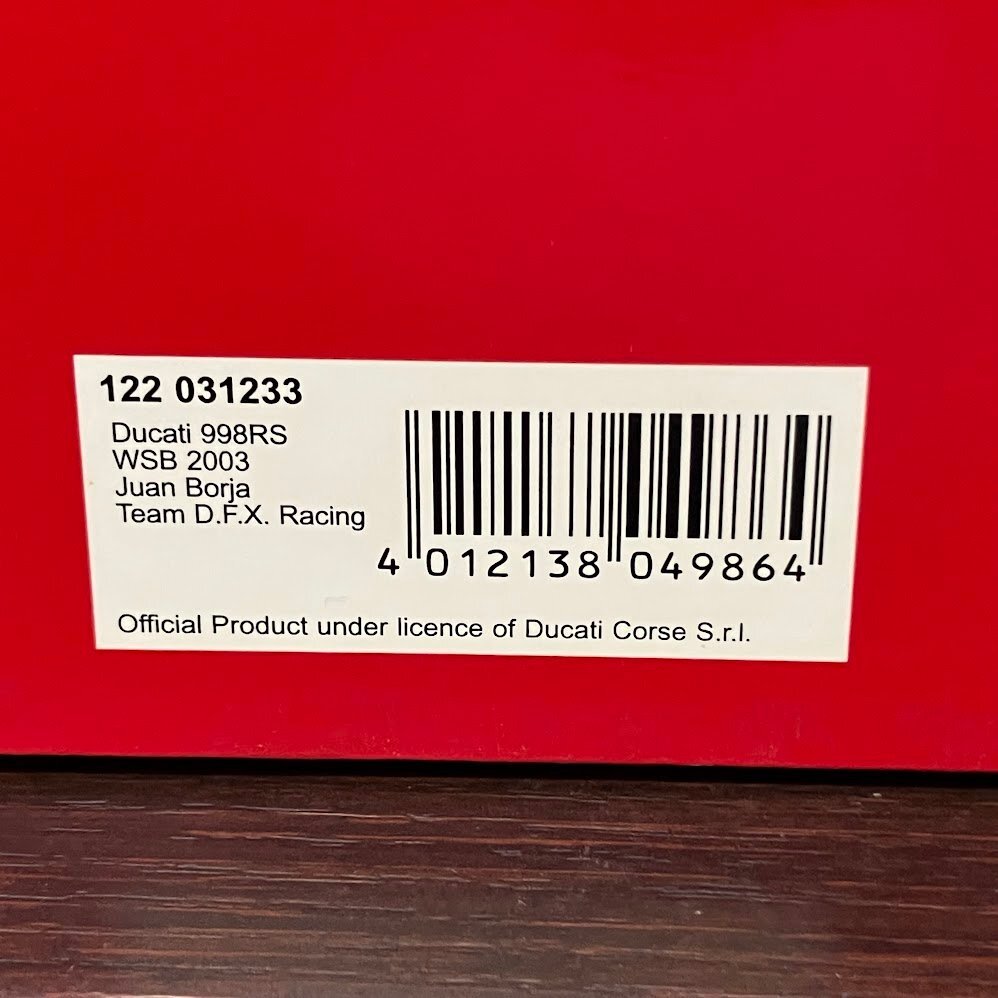 122 031233
Ducati 998RS
WSB 2003
Juan Borja
Team D.F.X. Racing
4 012138 049864
Official Product under licence of Ducati Corse S.r.l.